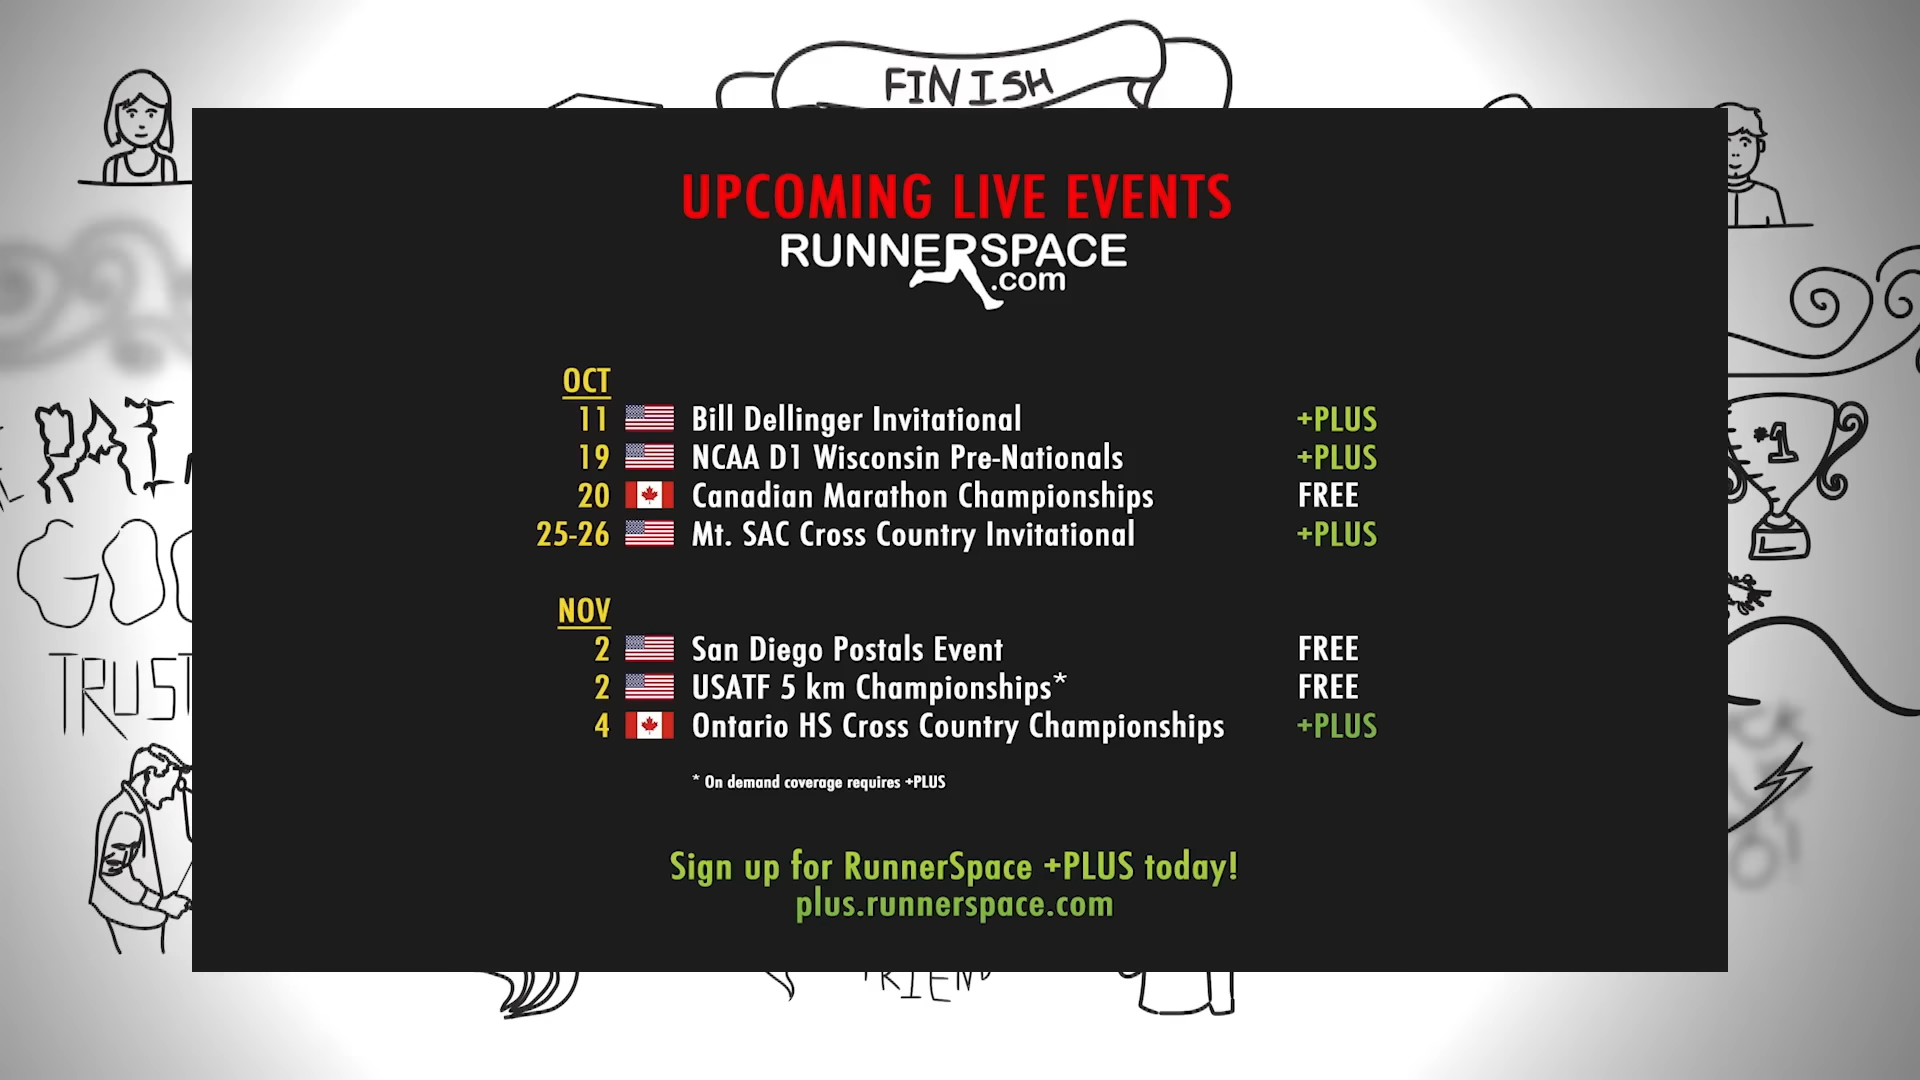 FINISH
UPCOMING LIVE EVENTS
RUNNERSPACE
.com
OCT
11 Bill Dellinger Invitational +PLUS
19 NCAA D1 Wisconsin Pre-Nationals +PLUS
20 Canadian Marathon Championships FREE
25-26 Mt. SAC Cross Country Invitational +PLUS
#1
NOV
2 San Diego Postals Event FREE
2 USATF 5 km Championships* FREE
4 Ontario HS Cross Country Championships +PLUS
TRUST
* On demand coverage requires +PLUS
Sign up for RunnerSpace +PLUS today!
plus.runnerspace.com